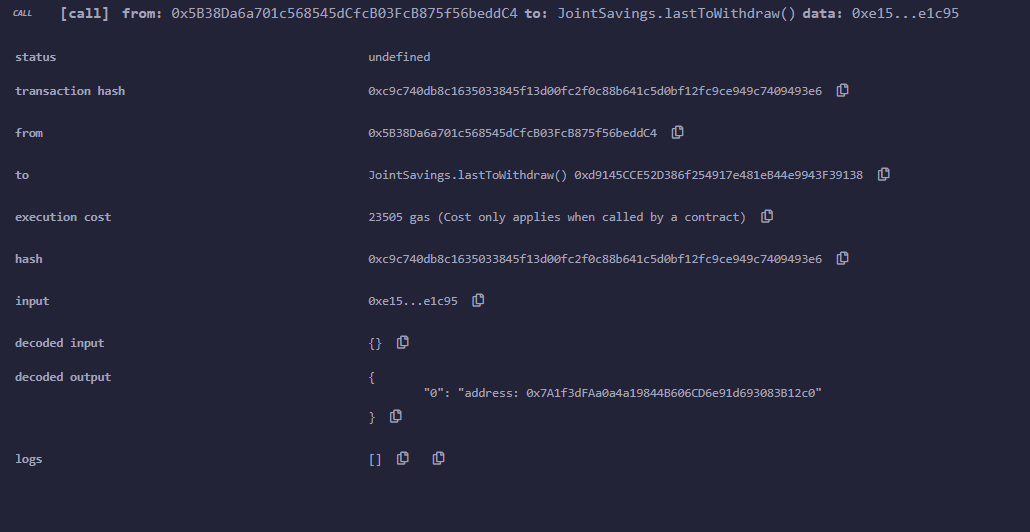 CALL [call] from: 0x5B38Da6a701c568545dCfcB03FcB875f56beddC4 to: JointSavings.lastToWithdraw() data: 0xe15...e1c95
status undefined
transaction hash 0xc9c740db8c1635033845f13d00fc2f0c88b641c5d0bf12fc9ce949c7409493e6
from 0x5B38Da6a701c568545dCfcB03FcB875f56beddC4
to JointSavings.lastToWithdraw() 0xd9145CCE52D386f254917e481eB44e9943F39138
execution cost 23505 gas (Cost only applies when called by a contract)
hash 0xc9c740db8c1635033845f13d00fc2f0c88b641c5d0bf12fc9ce949c7409493e6
input 0xe15...e1c95
decoded input {}
decoded output {
"0": "address: 0x7A1f3dFAa0a4a19844B606CD6e91d693083B12c0"
}
logs []